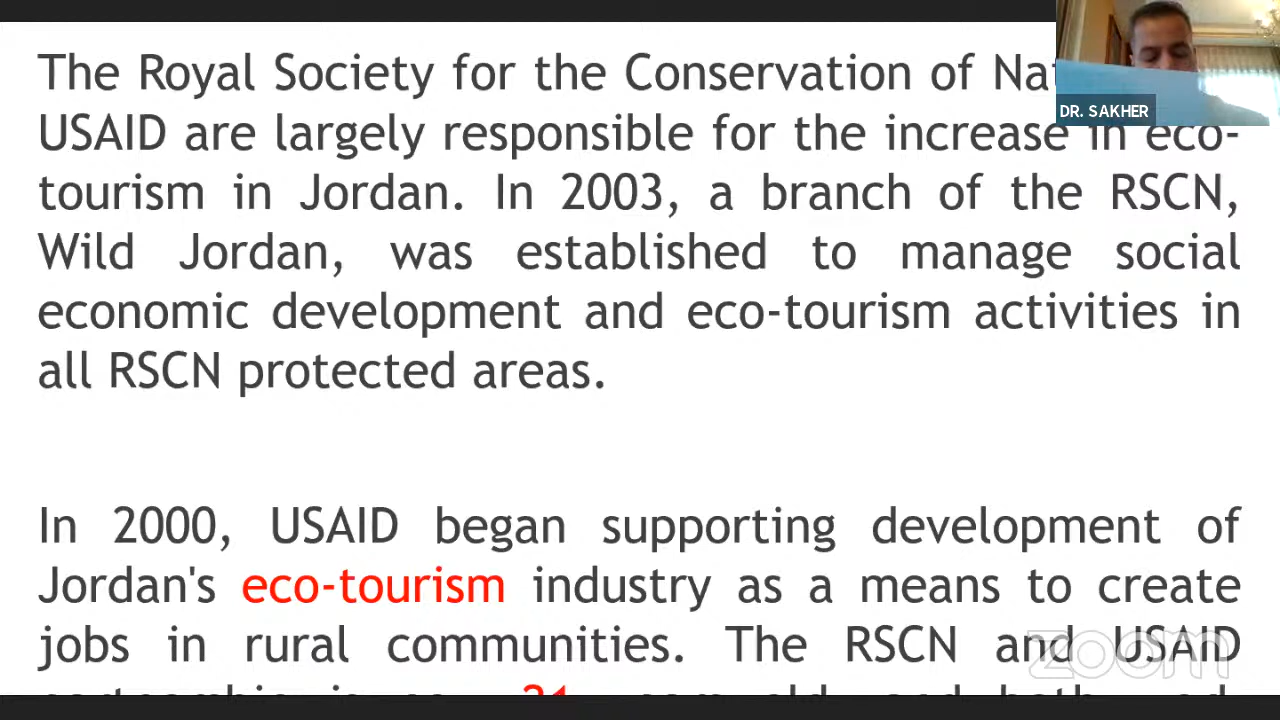 The Royal Society for the Conservation of
DR. SAKHER
USAID are largely responsible for the increase in eco-
tourism in Jordan. In 2003, a branch of the RSCN,
Wild Jordan, was established to manage social
economic development and eco-tourism activities in
all RSCN protected areas.
In 2000, USAID began supporting development of
Jordan's eco-tourism industry as a means to create
jobs in rural communities. The RSCN and USAID
zoom